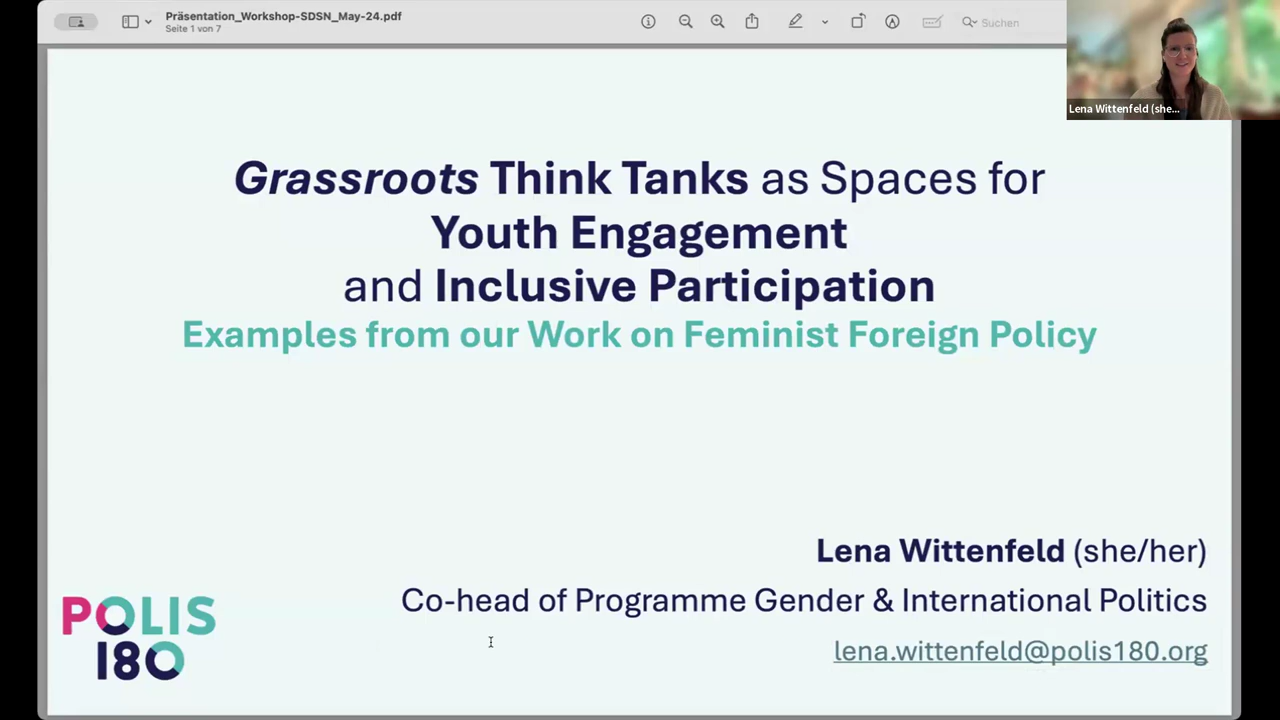 Präsentation_Workshop-SDSN_May-24.pdf
Seite 1 von 7
Suchen
Lena Wittenfeld (she...
Grassroots Think Tanks as Spaces for
Youth Engagement
and Inclusive Participation
Examples from our Work on Feminist Foreign Policy
Lena Wittenfeld (she/her)
Co-head of Programme Gender & International Politics
lena.wittenfeld@polis180.org
POLIS
180